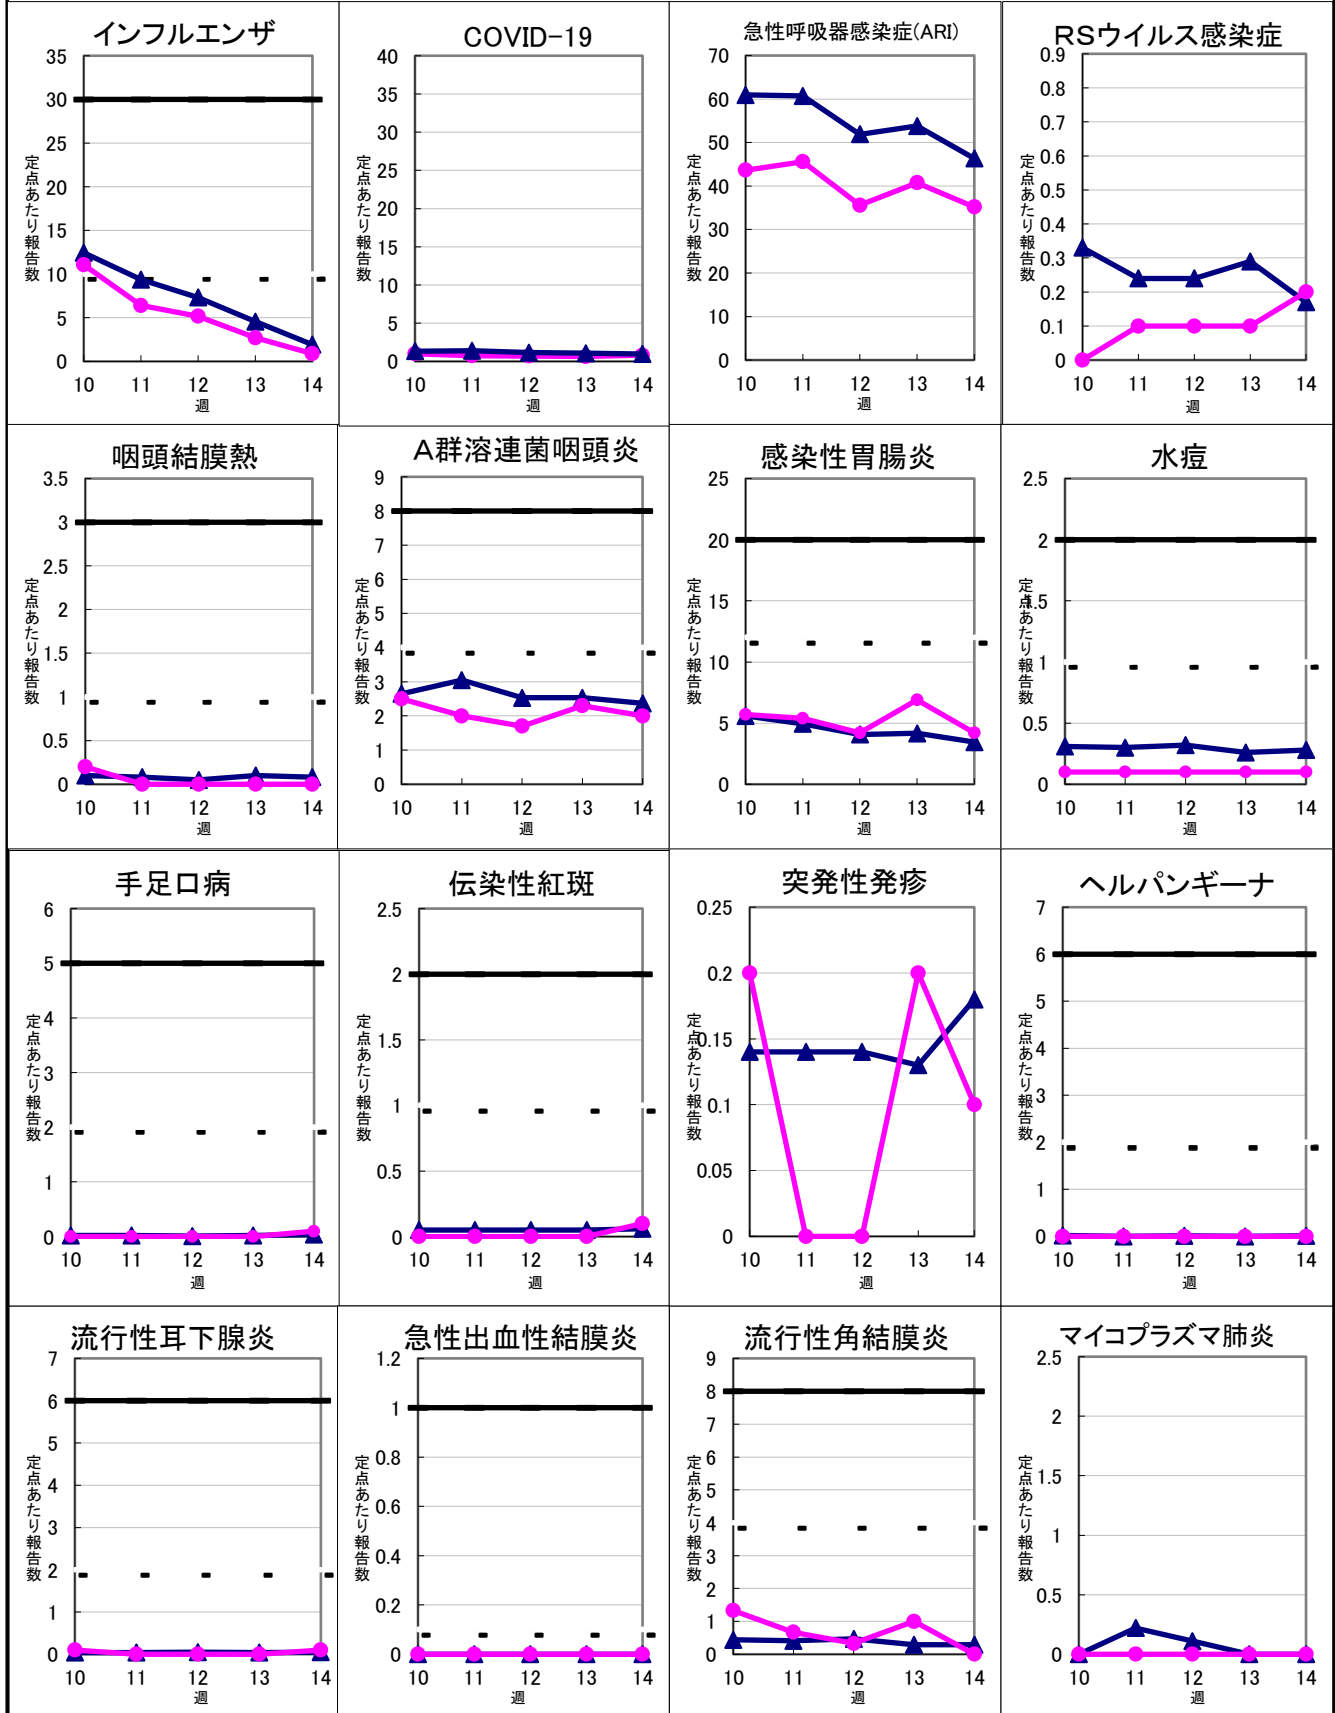 インフルエンザ
35
30
25
20
15
10
5
0
定点あたり報告数
10 11 12 13 14
週
COVID-19
40
35
30
25
20
15
10
5
0
定点あたり報告数
10 11 12 13 14
週
急性呼吸器感染症(ARI)
70
60
50
40
30
20
10
0
定点あたり報告数
10 11 12 13 14
週
RSウイルス感染症
0.9
0.8
0.7
0.6
0.5
0.4
0.3
0.2
0.1
0
定点あたり報告数
10 11 12 13 14
週
咽頭結膜熱
3.5
3
2.5
2
1.5
1
0.5
0
定点あたり報告数
10 11 12 13 14
週
A群溶連菌咽頭炎
9
8
7
6
5
4
3
2
1
0
定点あたり報告数
10 11 12 13 14
週
感染性胃腸炎
25
20
15
10
5
0
定点あたり報告数
10 11 12 13 14
週
水痘
2.5
2
1.5
1
0.5
0
定点あたり報告数
10 11 12 13 14
週
手足口病
6
5
4
3
2
1
0
定点あたり報告数
10 11 12 13 14
週
伝染性紅斑
2.5
2
1.5
1
0.5
0
定点あたり報告数
10 11 12 13 14
週
突発性発疹
0.25
0.2
0.15
0.1
0.05
0
定点あたり報告数
10 11 12 13 14
週
ヘルパンギーナ
7
6
5
4
3
2
1
0
定点あたり報告数
10 11 12 13 14
週
流行性耳下腺炎
7
6
5
4
3
2
1
0
定点あたり報告数
10 11 12 13 14
週
急性出血性結膜炎
1.2
1
0.8
0.6
0.4
0.2
0
定点あたり報告数
10 11 12 13 14
週
流行性角結膜炎
9
8
7
6
5
4
3
2
1
0
定点あたり報告数
10 11 12 13 14
週
マイコプラズマ肺炎
2.5
2
1.5
1
0.5
0
定点あたり報告数
10 11 12 13 14
週